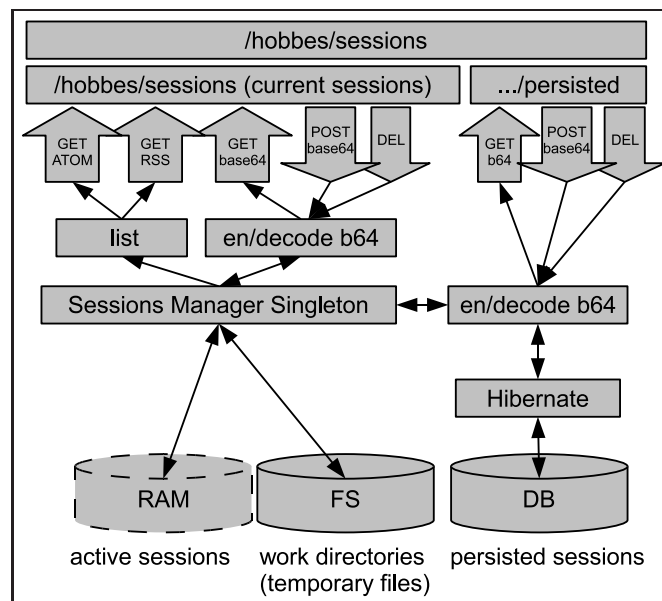 /hobbes/sessions
/hobbes/sessions (current sessions)
.../persisted
GET
ATOM
GET
RSS
GET
base64
POST
base64
DEL
GET
b64
POST
base64
DEL
list
en/decode b64
Sessions Manager Singleton
en/decode b64
Hibernate
RAM
FS
DB
active sessions
work directories
(temporary files)
persisted sessions